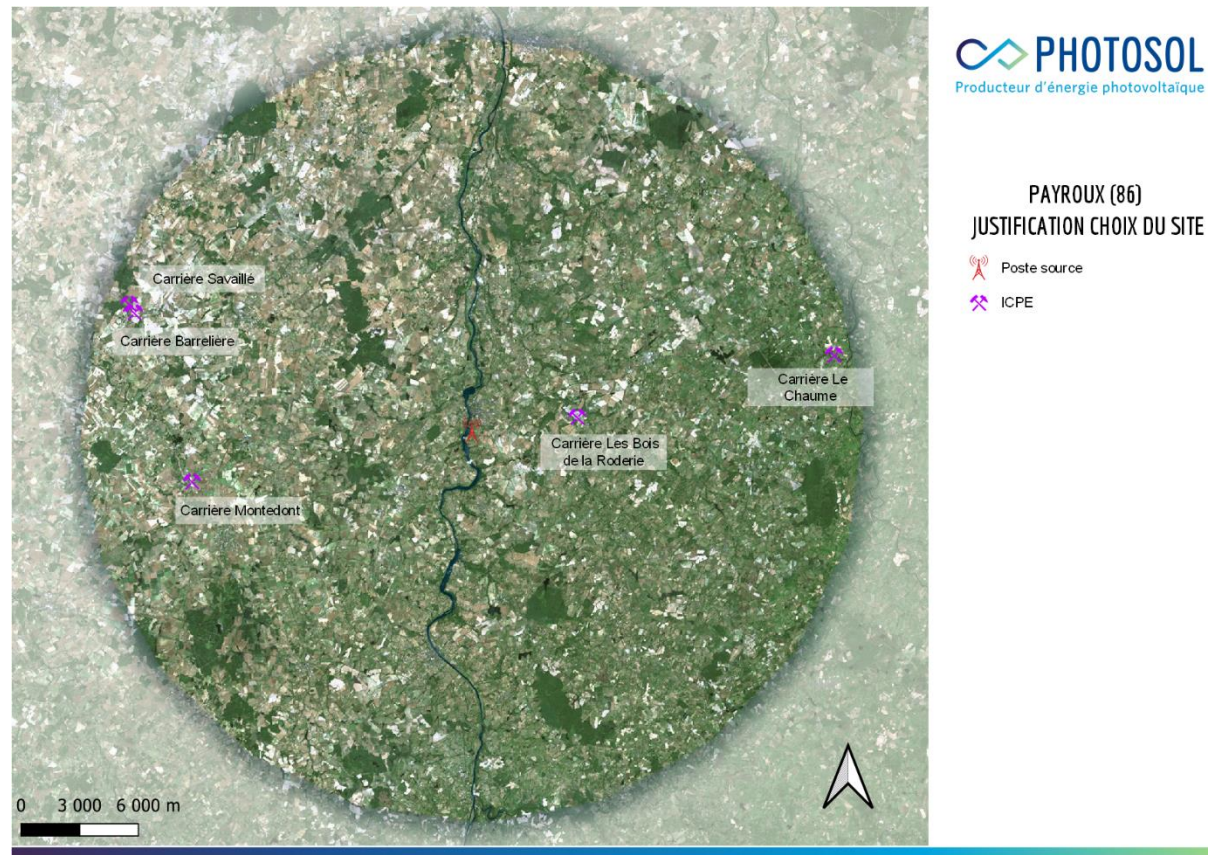 PHOTOSOL
Producteur d'énergie photovoltaïque
PAYROUX (86)
JUSTIFICATION CHOIX DU SITE
Poste source
ICPE
Carrière Savaillé
Carrière Barrelière
Carrière Le
Chaume
Carrière Les Bois
de la Roderie
Carrière Montedont
0 3 000 6 000 m